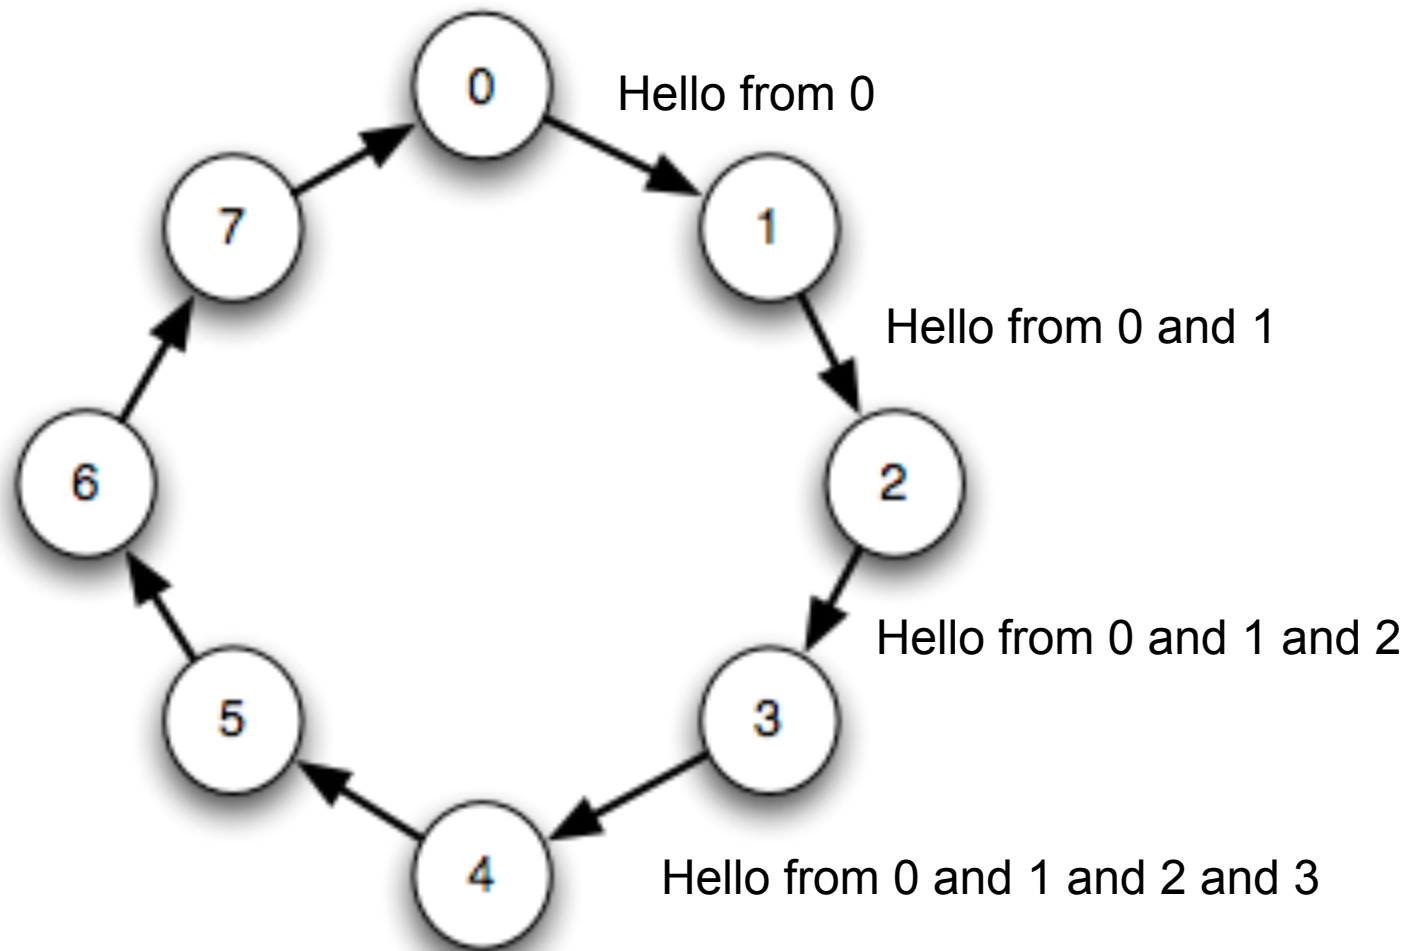 0
Hello from 0
7
1
Hello from 0 and 1
6
2
Hello from 0 and 1 and 2
5
3
4
Hello from 0 and 1 and 2 and 3